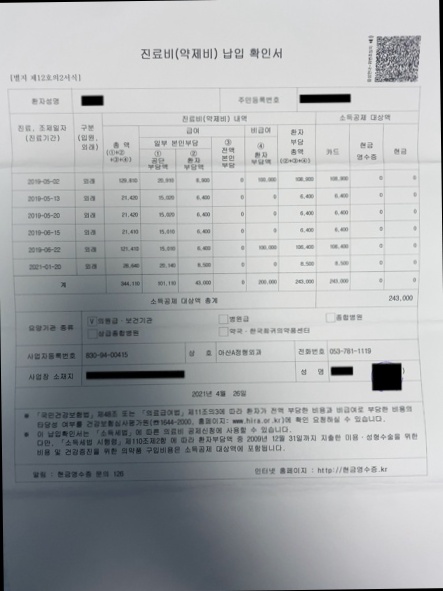 진료비(약제비) 납입 확인서
[별지 제12호의2서식]
환자성명 주민등록번호
진료, 조제일자 (진료기간) 구분 (입원, 외래) 진료비(약제비) 내역 소득공제 대상액
급여 비급여
총 액 (①+② +③+④) 일부 본인부담 ① 공단 부담액 ② 환자 부담액 ③ 전액 본인 부담 ④ 환자 부담액 환자 부담 총액 (②+③+④) 카드 현금 영수증 현금
2019-05-02 외래 6,900 0 100,000 0 0
2019-05-13 외래 21,420 15,020 6,400 0 0 6,400 6,400 0 0
2019-05-20 외래 21,420 15,020 6,400 0 0 6,400 6,400 0 0
2019-06-15 외래 21,410 15,010 6,400 0 0 6,400 6,400 0 0
2019-06-22 외래 121,410 15,010 6,400 0 100,000 106,400 106,400 0 0
2021-01-20 외래 8,500 0 0 8,500 8,500 0 0
계 0 200,000 243,000 243,000 0 0
소득공제 대상액 총계 243,000
요양기관 종류 의원급·보건기관 병원급 종합병원
상급종합병원 약국·한국희귀의약품센터
사업자등록번호 830-94-00415 상 호 아산A정형외과 전화번호 053-781-1119
사업장 소재지 성 명
2021년 4월 26일
※ 「국민건강보험법」 제48조 또는 「의료급여법」 제11조의3에 따라 환자가 전액 부담한 비용과 비급여로 부담한 비용의
타당성 여부를 건강보험심사평가원(☏1644-2000, 홈페이지: www.hira.or.kr)에 확인 요청하실 수 있습니다.
※ 이 납입확인서는 「소득세법」에 따른 의료비 공제신청에 사용할 수 있습니다.
다만, 「소득세법 시행령」 제110조제2항에 따라 환자부담액 중 2009년 12월 31일까지 지출한 미용·성형수술을 위한
비용 및 건강증진을 위한 의약품 구입비용은 소득공제 대상액에 포함됩니다.
알림 : 현금영수증 문의 126 인터넷 홈페이지 : http://현금영수증.kr